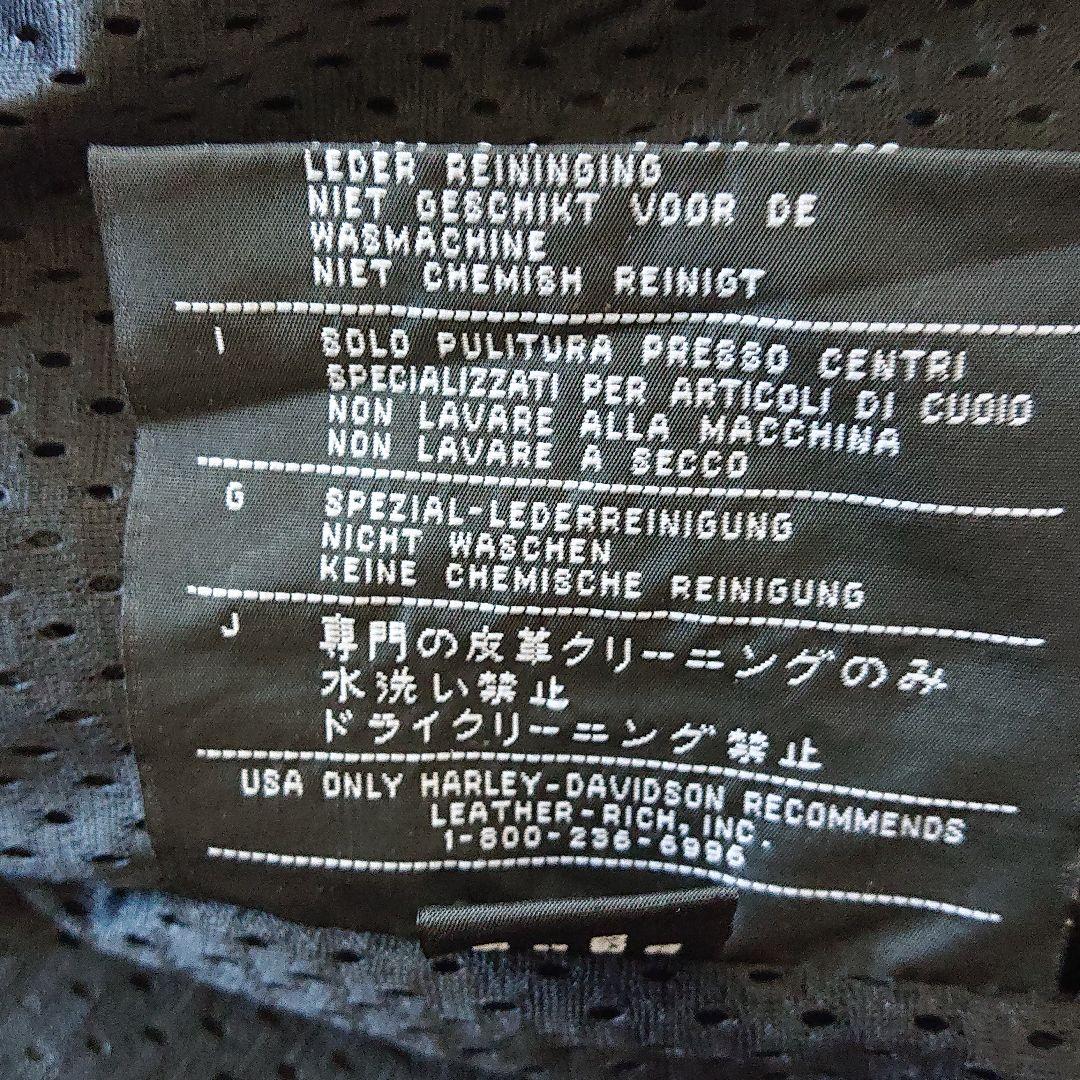 LEDER REININGING
NIET GESCHIKT VOOR DE
WASMACHINE
NIET CHEMISH REINIGT
I SOLO PULITURA PRESSO CENTRI
SPECIALIZZATI PER ARTICOLI DI CUOIO
NON LAVARE ALLA MACCHINA
NON LAVARE A SECCO
G SPEZIAL-LEDERREINIGUNG
NICHT WASCHEN
KEINE CHEMISCHE REINIGUNG
J 専門の皮革クリーニングのみ
水洗い禁止
ドライクリーニング禁止
USA ONLY HARLEY-DAVIDSON RECOMMENDS
LEATHER-RICH, INC.
1-800-236-6996